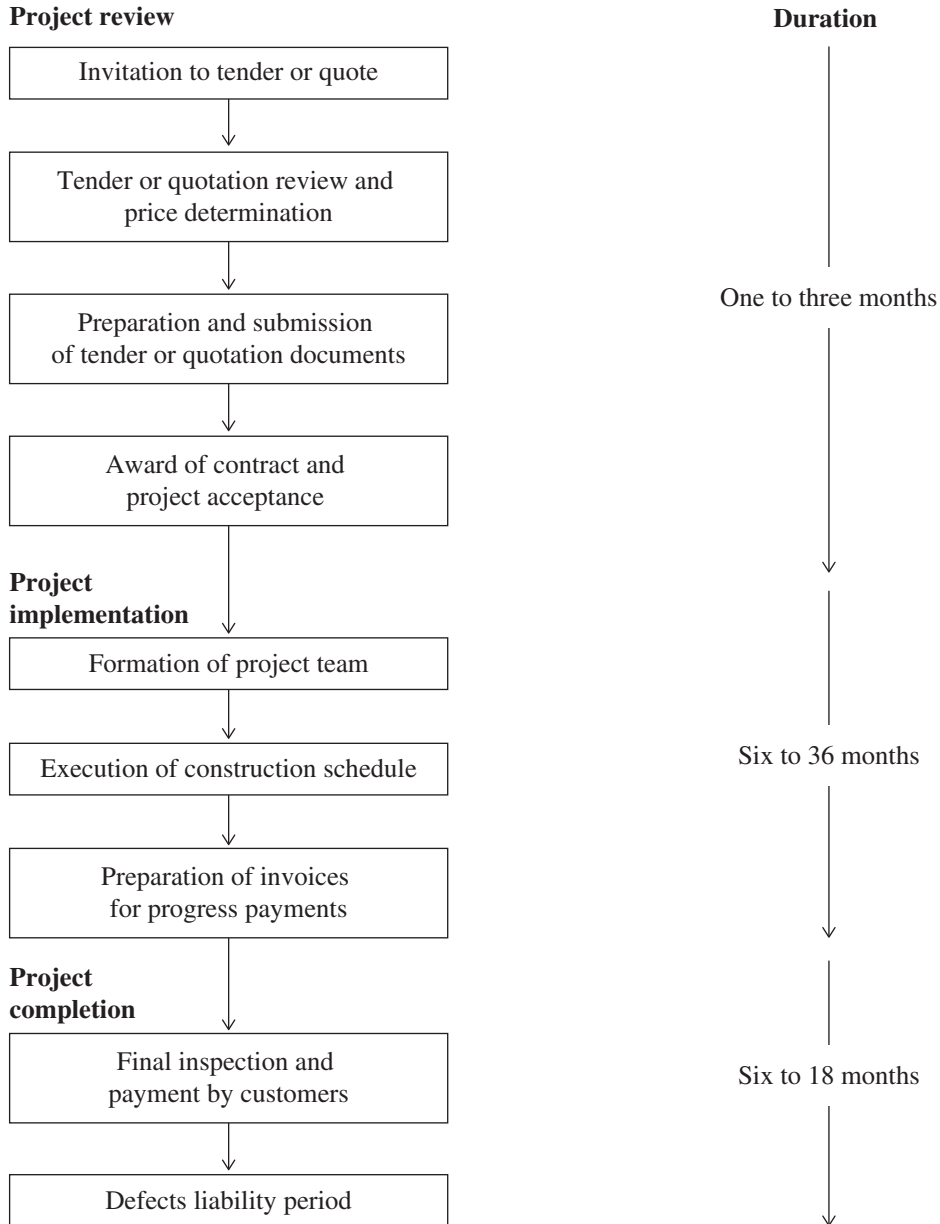 Project review
Duration
Invitation to tender or quote
Tender or quotation review and
price determination
One to three months
Preparation and submission
of tender or quotation documents
Award of contract and
project acceptance
Project
implementation
Formation of project team
Execution of construction schedule
Six to 36 months
Preparation of invoices
for progress payments
Project
completion
Final inspection and
payment by customers
Six to 18 months
Defects liability period